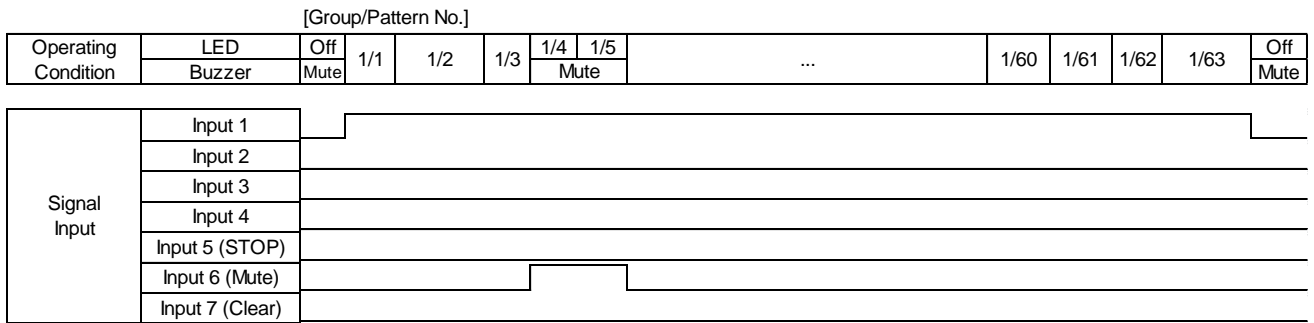 [Group/Pattern No.]
Operating Condition LED Off 1/1 1/2 1/3 1/4 1/5 ... 1/60 1/61 1/62 1/63 Off
Buzzer Mute Mute Mute
Signal Input
Input 1
Input 2
Input 3
Input 4
Input 5 (STOP)
Input 6 (Mute)
Input 7 (Clear)